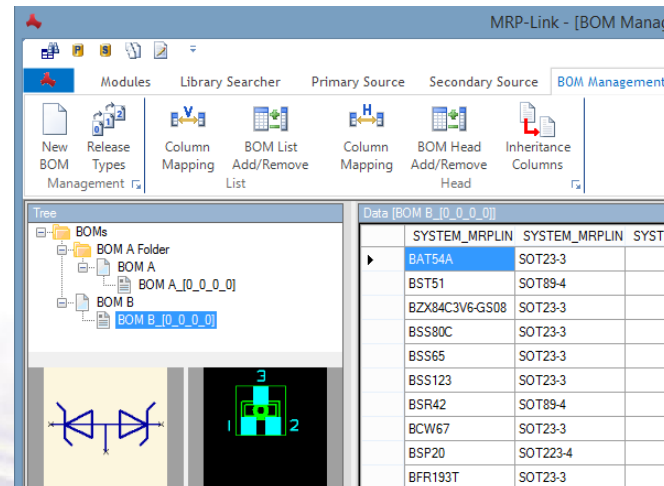 MRP-Link - [BOM Manag
P S
Modules Library Searcher Primary Source Secondary Source BOM Management
V H
0 1 2
New BOM Release Types Column Mapping BOM List Add/Remove Column Mapping BOM Head Add/Remove Inheritance Columns
Management List Head
Tree Data [BOM B_[0_0_0_0]]
BOMs SYSTEM_MRPLIN SYSTEM_MRPLIN SYST
BOM A Folder BAT54A SOT23-3
BOM A BST51 SOT89-4
BOM A_[0_0_0_0] BZX84C3V6-GS08 SOT23-3
BOM B BSS80C SOT23-3
BOM B_[0_0_0_0] BSS65 SOT23-3
BSS123 SOT23-3
BSR42 SOT89-4
BCW67 SOT23-3
BSP20 SOT223-4
BFR193T SOT23-3
3
1 2